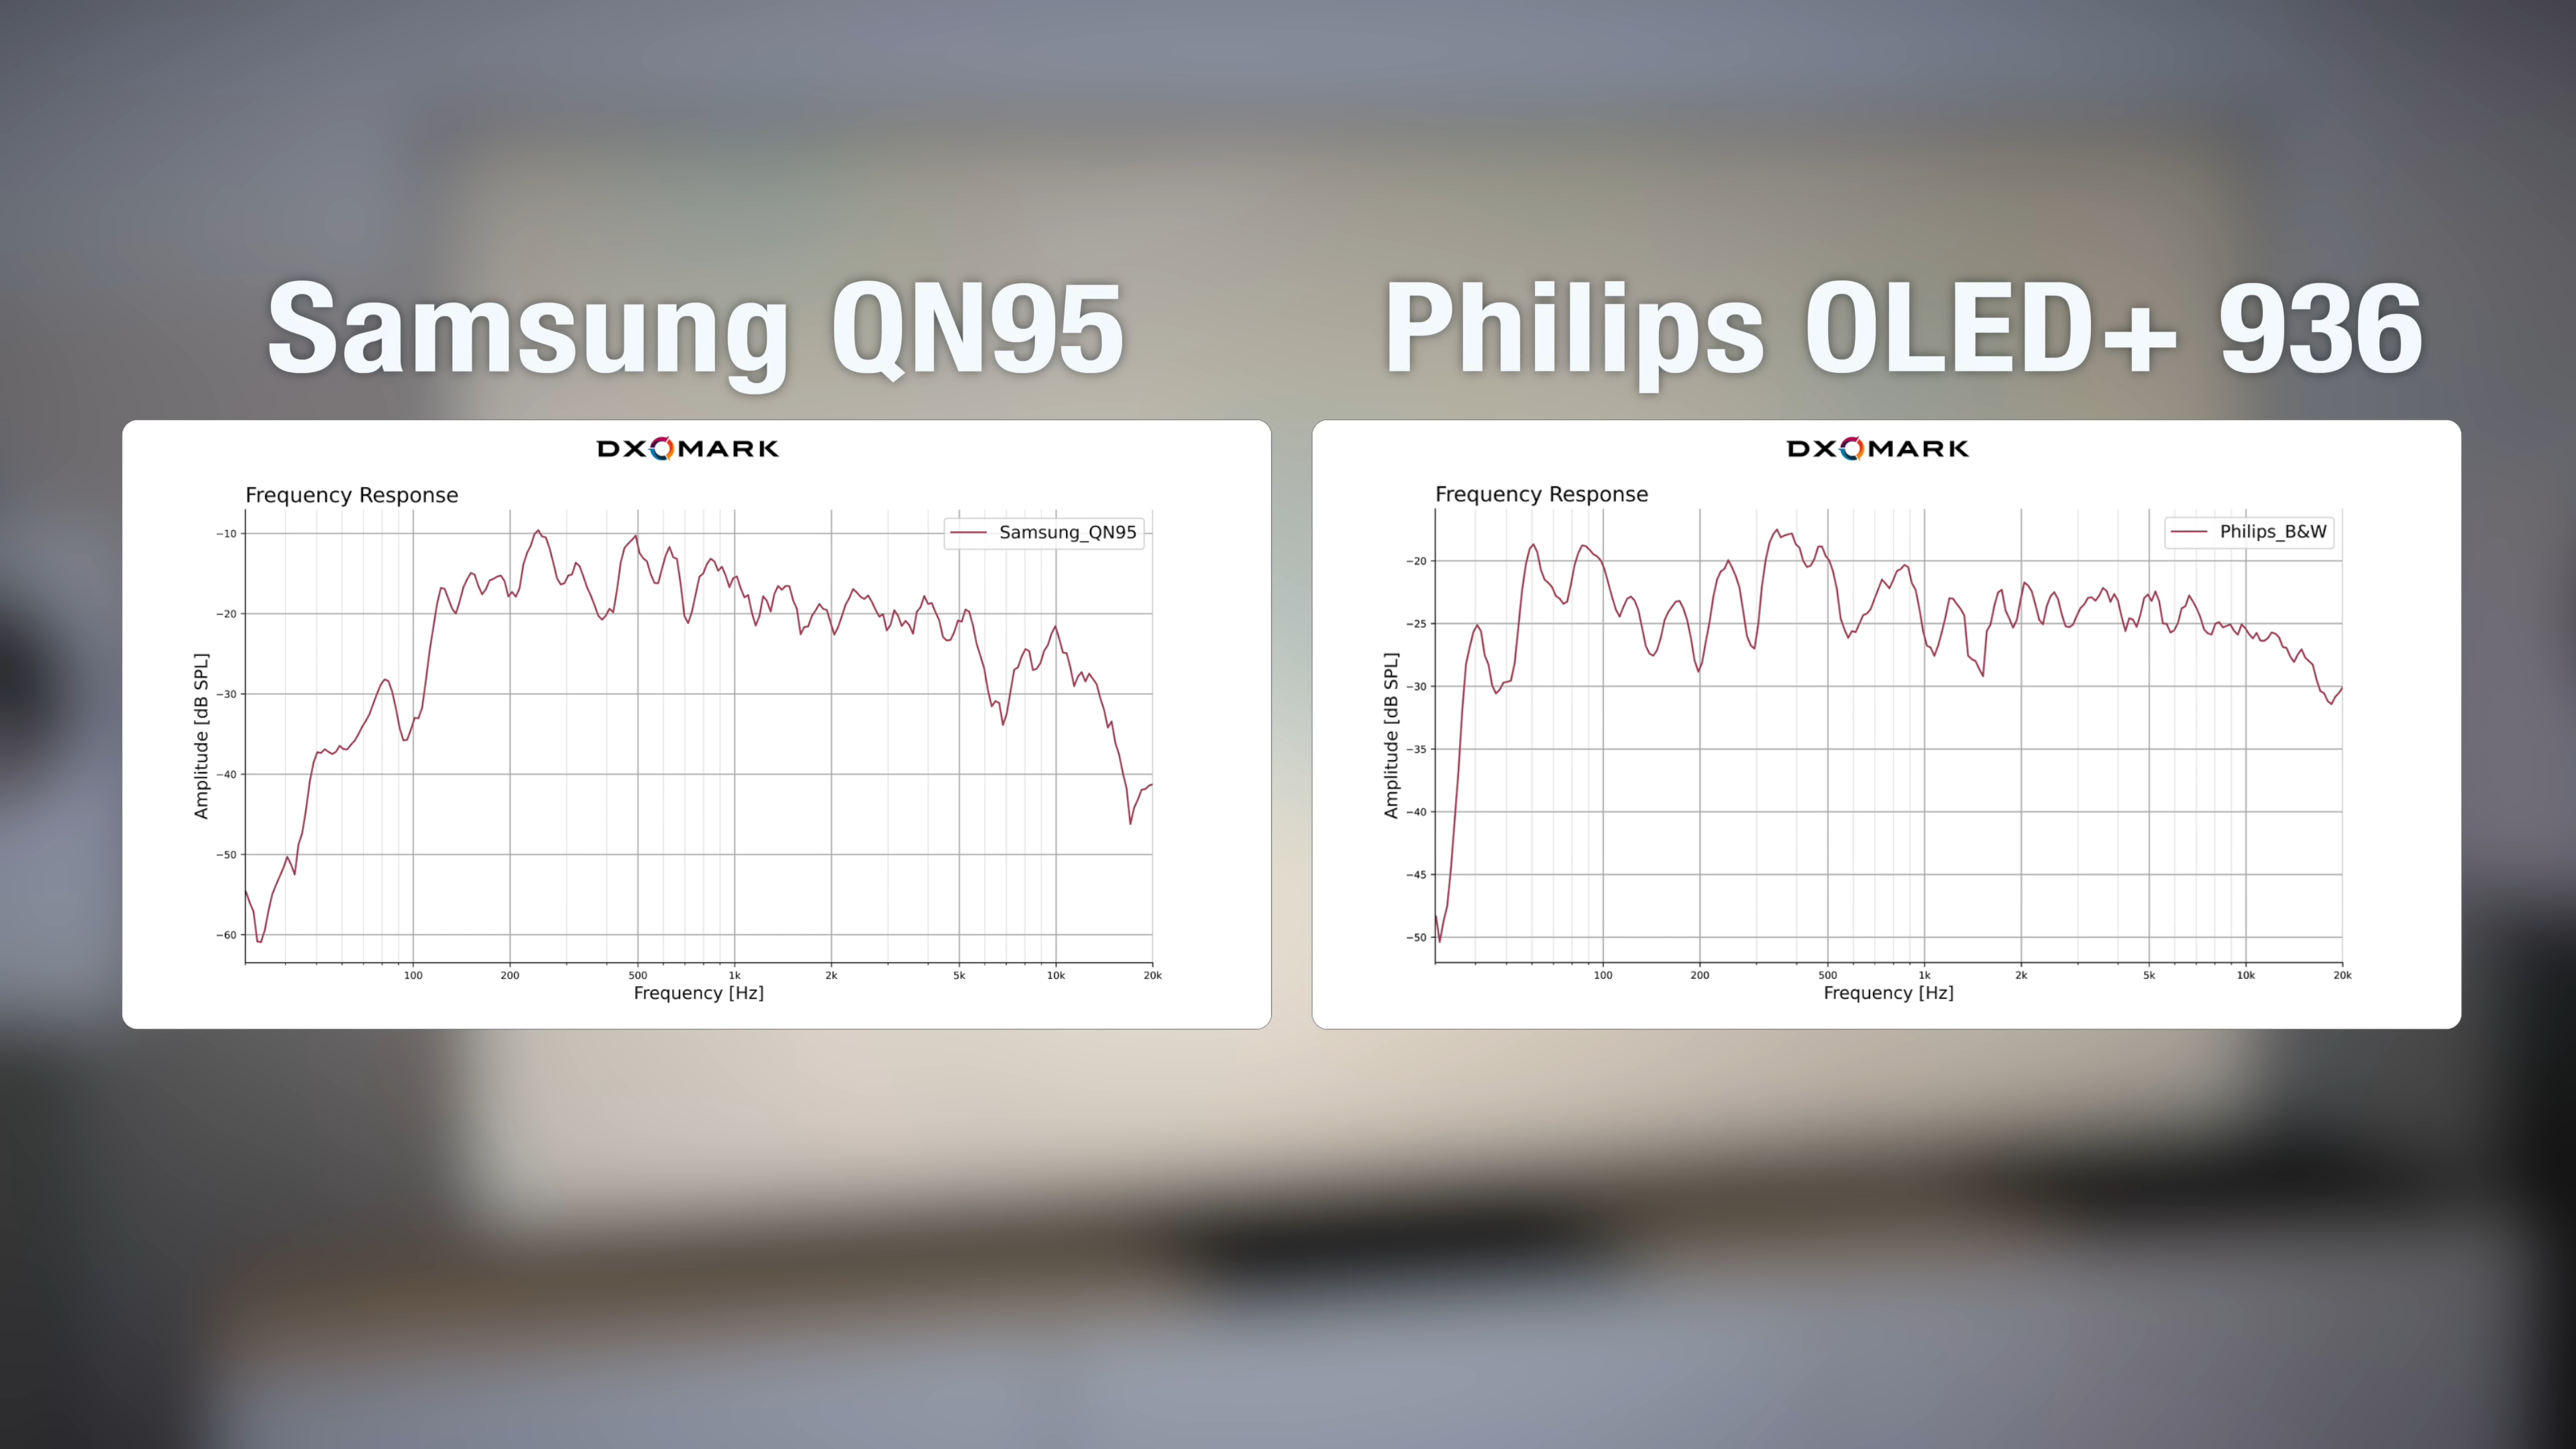 Samsung QN95
DXOMARK
Frequency Response
Samsung_QN95
Amplitude [dB SPL]
−10
−20
−30
−40
−50
−60
100 200 500 1k 2k 5k 10k 20k
Frequency [Hz]
Philips OLED+ 936
DXOMARK
Frequency Response
Philips_B&W
Amplitude [dB SPL]
−20
−25
−30
−35
−40
−45
−50
100 200 500 1k 2k 5k 10k 20k
Frequency [Hz]